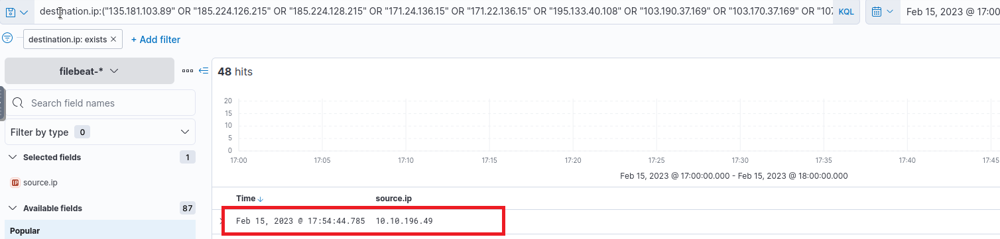 destination.ip:("135.181.103.89" OR "185.224.126.215" OR "185.224.128.215" OR "171.24.136.15" OR "171.22.136.15" OR "195.133.40.108" OR "103.190.37.169" OR "103.170.37.169" OR "107 KQL Feb 15, 2023 @ 17:00
destination.ip: exists × + Add filter
filebeat-*
48 hits
Search field names
Filter by type 0
Selected fields 1
source.ip
Available fields 87
Popular
20
15
10
5
0
17:00 17:05 17:10 17:15 17:20 17:25 17:30 17:35 17:40 17:45
Feb 15, 2023 @ 17:00:00.000 - Feb 15, 2023 @ 18:00:00.000
Time source.ip
Feb 15, 2023 @ 17:54:44.785 10.10.196.49